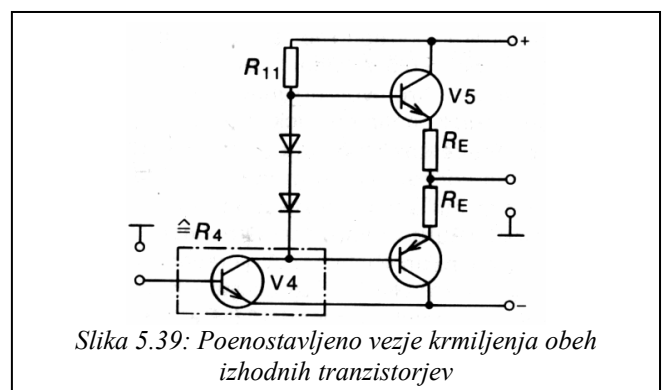 +
R11
V5
RE
RE
≙R4
V4
–
Slika 5.39: Poenostavljeno vezje krmiljenja obeh
izhodnih tranzistorjev